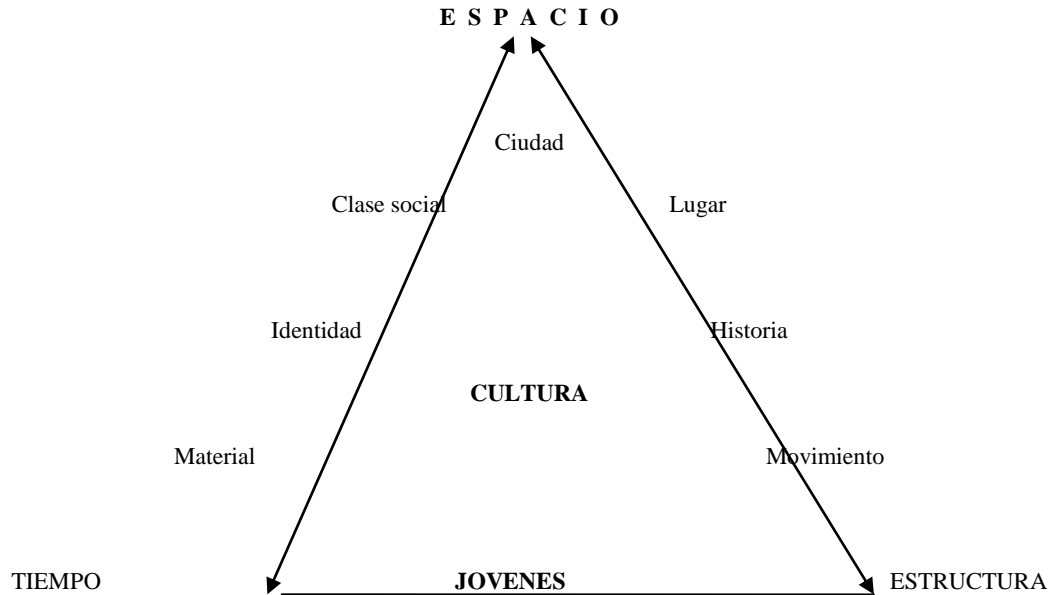 E S P A C I O
Ciudad
Clase social
Lugar
Identidad
Historia
CULTURA
Material
Movimiento
TIEMPO
JOVENES
ESTRUCTURA